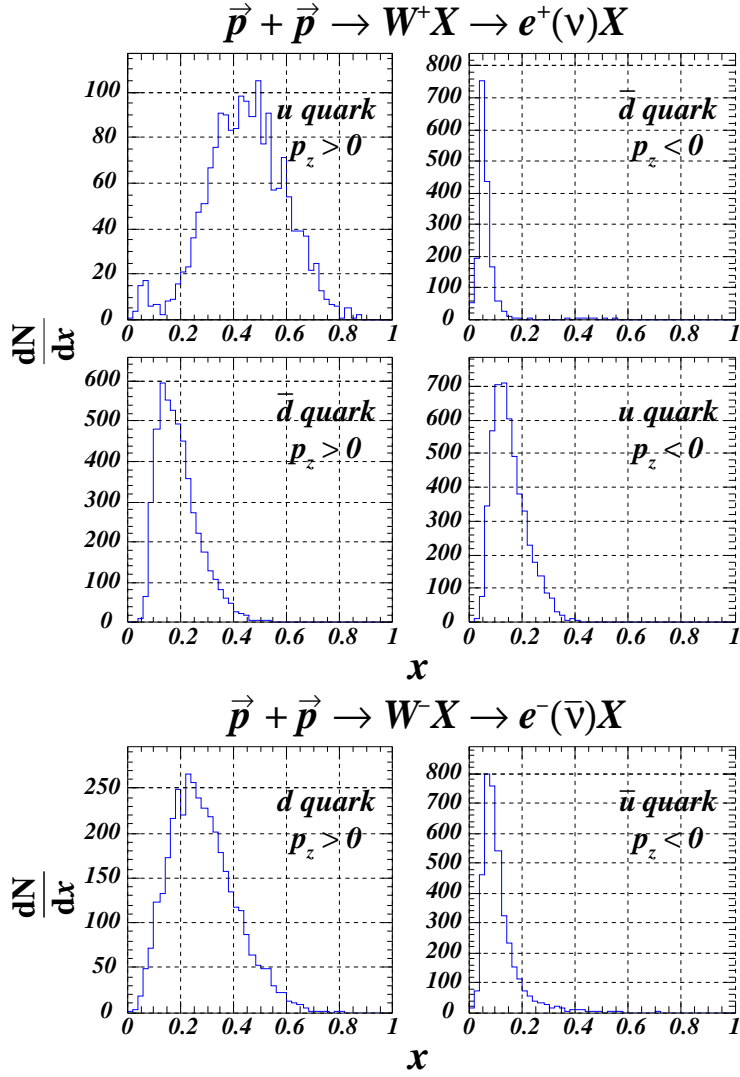 p⃗ + p⃗ → W⁺X → e⁺(ν)X
u quark
p_z > 0
100
80
60
40
20
0
0 0.2 0.4 0.6 0.8 1
d̄ quark
p_z < 0
800
700
600
500
400
300
200
100
0
0 0.2 0.4 0.6 0.8 1
dN
dx
d̄ quark
p_z > 0
600
500
400
300
200
100
0
0 0.2 0.4 0.6 0.8 1
u quark
p_z < 0
700
600
500
400
300
200
100
0
0 0.2 0.4 0.6 0.8 1
x
p⃗ + p⃗ → W⁻X → e⁻(ν̄)X
d quark
p_z > 0
250
200
150
100
50
0
0 0.2 0.4 0.6 0.8 1
ū quark
p_z < 0
800
700
600
500
400
300
200
100
0
0 0.2 0.4 0.6 0.8 1
dN
dx
x